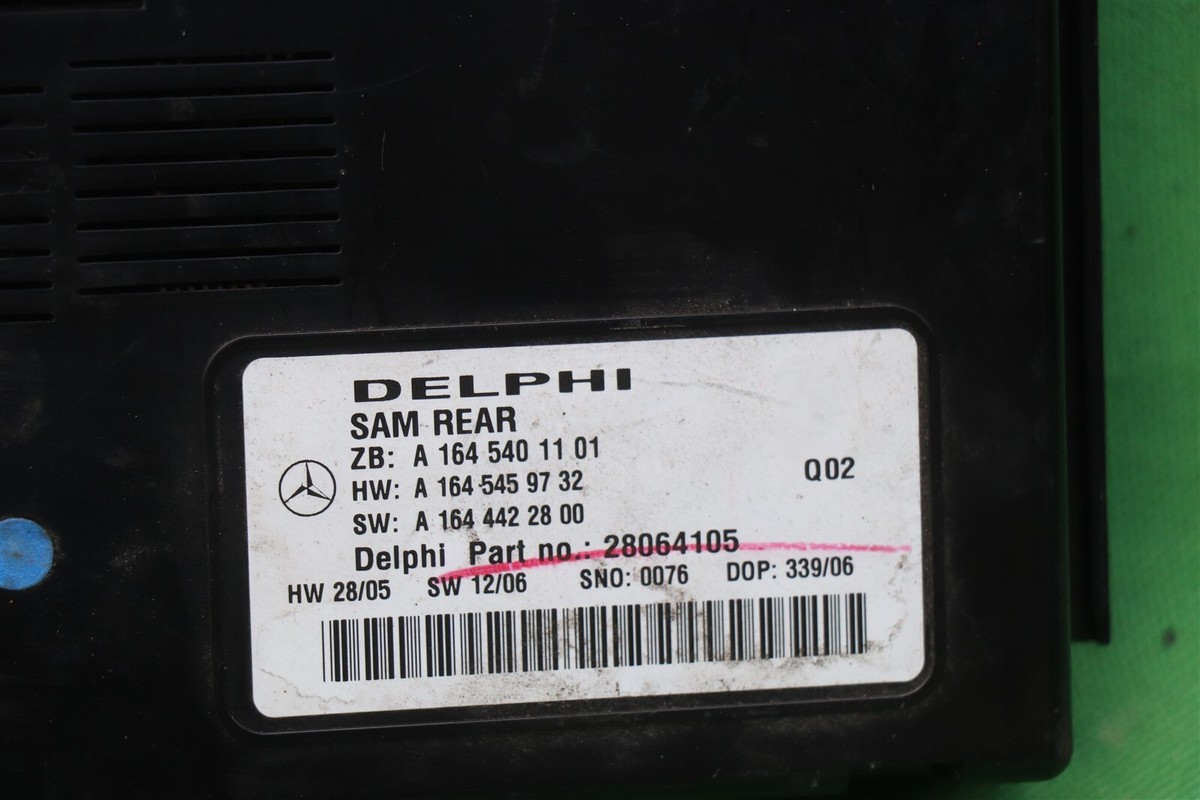 DELPHI
SAM REAR
ZB: A 164 540 11 01
HW: A 164 545 97 32
SW: A 164 442 28 00
Q02
Delphi Part no.: 28064105
HW 28/05 SW 12/06 SNO: 0076 DOP: 339/06